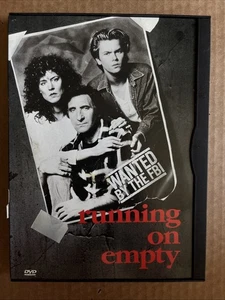 WANTED
BY THE FBI
running
on
empty
DVD